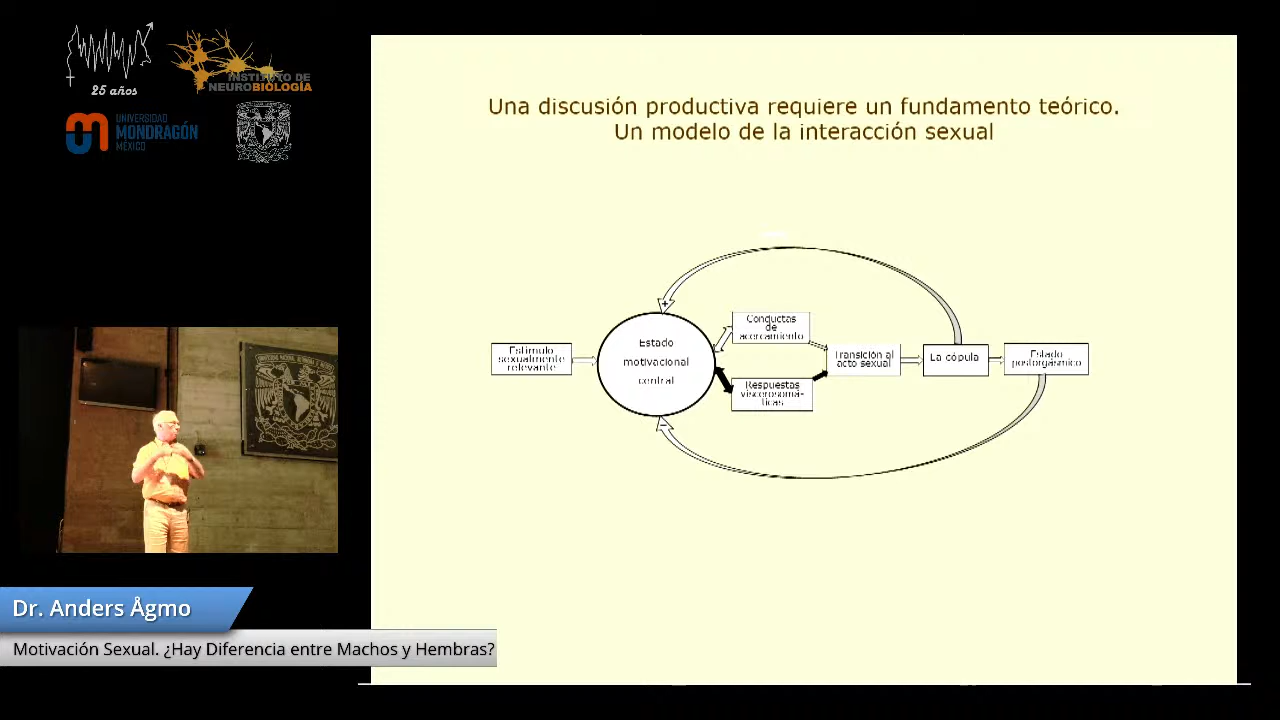 25 años
INSTITUTO DE
NEUROBIOLOGÍA
UNIVERSIDAD
MONDRAGÓN
MÉXICO
Una discusión productiva requiere un fundamento teórico.
Un modelo de la interacción sexual
Estímulo
sexualmente
relevante
Estado
motivacional
central
+
-
Conductas
de
acercamiento
Respuestas
viscerosomá-
ticas
Transición al
acto sexual
La cópula
Estado
postorgásmico
Dr. Anders Ågmo
Motivación Sexual. ¿Hay Diferencia entre Machos y Hembras?